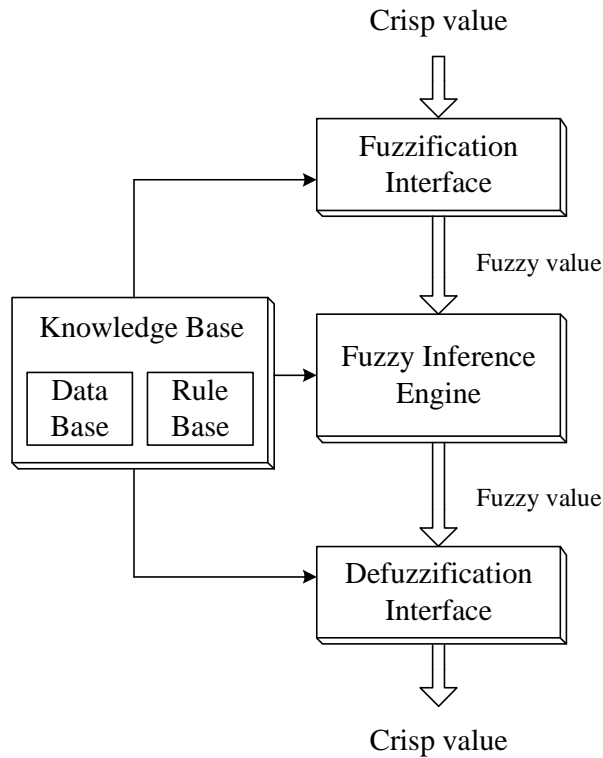 Crisp value
Fuzzification
Interface
Fuzzy value
Knowledge Base
Data
Base
Rule
Base
Fuzzy Inference
Engine
Fuzzy value
Defuzzification
Interface
Crisp value